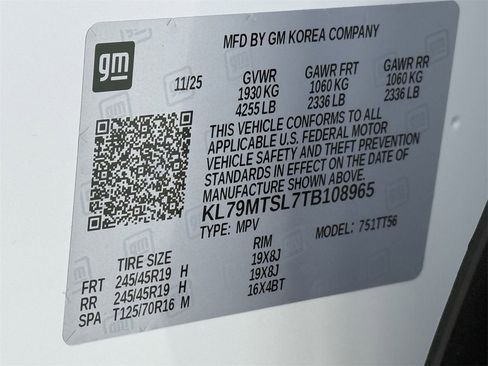 gm
MFD BY GM KOREA COMPANY
11/25 GVWR GAWR FRT GAWR RR
1930 KG 1060 KG 1060 KG
4255 LB 2336 LB 2336 LB
THIS VEHICLE CONFORMS TO ALL
APPLICABLE U.S. FEDERAL MOTOR
VEHICLE SAFETY AND THEFT PREVENTION
STANDARDS IN EFFECT ON THE DATE OF
MANUFACTURE SHOWN ABOVE.
KL79MTSL7TB108965
TYPE: MPV MODEL: 751TT56
TIRE SIZE RIM
FRT 245/45R19 H 19X8J
RR 245/45R19 H 19X8J
SPA T125/70R16 M 16X4BT